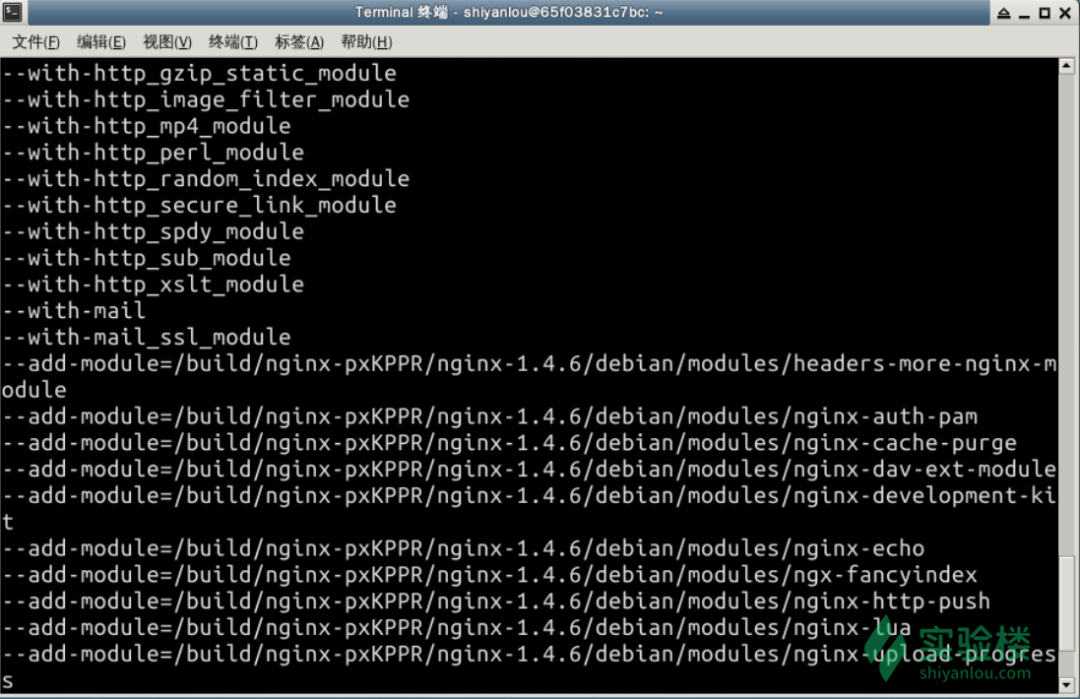 Terminal 终端 - shiyanlou@65f03831c7bc: ~
文件(F) 编辑(E) 视图(V) 终端(T) 标签(A) 帮助(H)
--with-http_gzip_static_module
--with-http_image_filter_module
--with-http_mp4_module
--with-http_perl_module
--with-http_random_index_module
--with-http_secure_link_module
--with-http_spdy_module
--with-http_sub_module
--with-http_xslt_module
--with-mail
--with-mail_ssl_module
--add-module=/build/nginx-pxKPPR/nginx-1.4.6/debian/modules/headers-more-nginx-m
odule
--add-module=/build/nginx-pxKPPR/nginx-1.4.6/debian/modules/nginx-auth-pam
--add-module=/build/nginx-pxKPPR/nginx-1.4.6/debian/modules/nginx-cache-purge
--add-module=/build/nginx-pxKPPR/nginx-1.4.6/debian/modules/nginx-dav-ext-module
--add-module=/build/nginx-pxKPPR/nginx-1.4.6/debian/modules/nginx-development-ki
t
--add-module=/build/nginx-pxKPPR/nginx-1.4.6/debian/modules/nginx-echo
--add-module=/build/nginx-pxKPPR/nginx-1.4.6/debian/modules/ngx-fancyindex
--add-module=/build/nginx-pxKPPR/nginx-1.4.6/debian/modules/nginx-http-push
--add-module=/build/nginx-pxKPPR/nginx-1.4.6/debian/modules/nginx-lua
--add-module=/build/nginx-pxKPPR/nginx-1.4.6/debian/modules/nginx-upload-progres
s
实验楼
shiyanlou.com